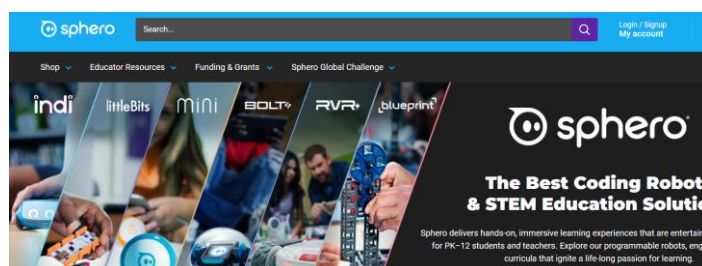 sphero
Search...
Login / Signup
My account
Shop
Educator Resources
Funding & Grants
Sphero Global Challenge
indi
littleBits
mini
BOLT+
RVR+
blueprint
sphero
The Best Coding Robot
& STEM Education Soluti
Sphero delivers hands-on, immersive learning experiences that are entertain
for PK–12 students and teachers. Explore our programmable robots, eng
curricula that ignite a life-long passion for learning.